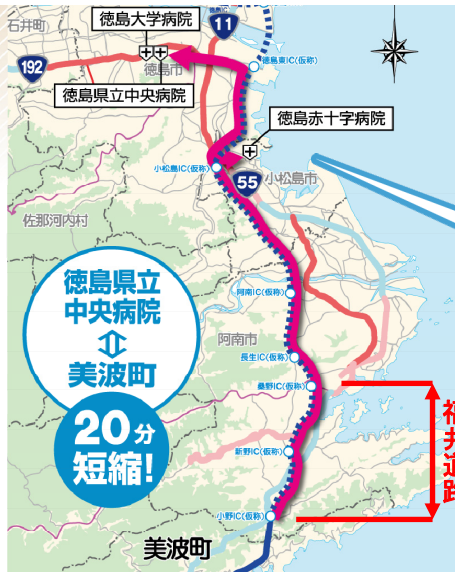 石井町
徳島大学病院
11
192
徳島市
徳島東IC(仮称)
徳島県立中央病院
徳島赤十字病院
小松島IC(仮称)
55
小松島市
佐那河内村
徳島県立
中央病院
⇕
美波町
20分
短縮!
阿南IC(仮称)
阿南市
長生IC(仮称)
桑野IC(仮称)
福井道路
新野IC(仮称)
小野IC(仮称)
美波町